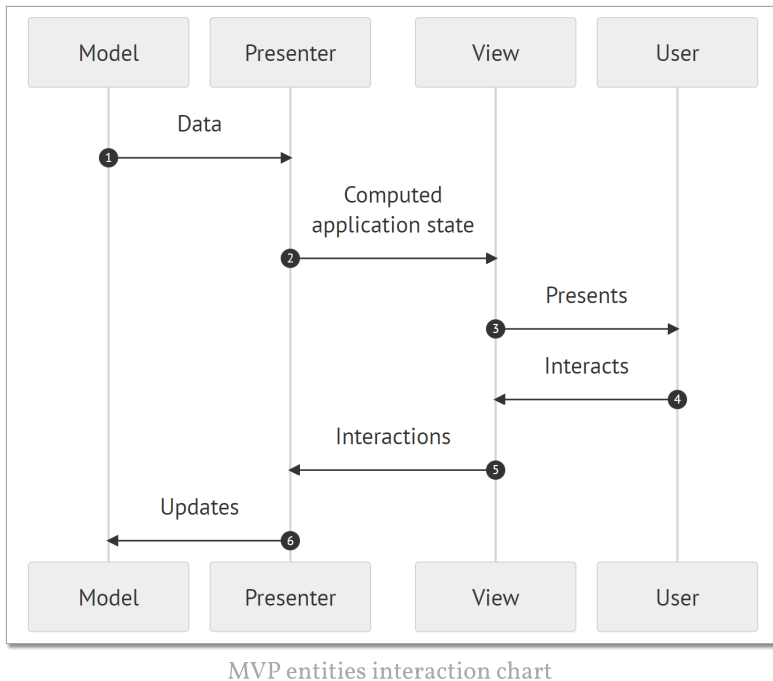 Model Presenter View User
Data
1
Computed
application state
2
Presents
3
Interacts
4
Interactions
5
Updates
6
Model Presenter View User
MVP entities interaction chart